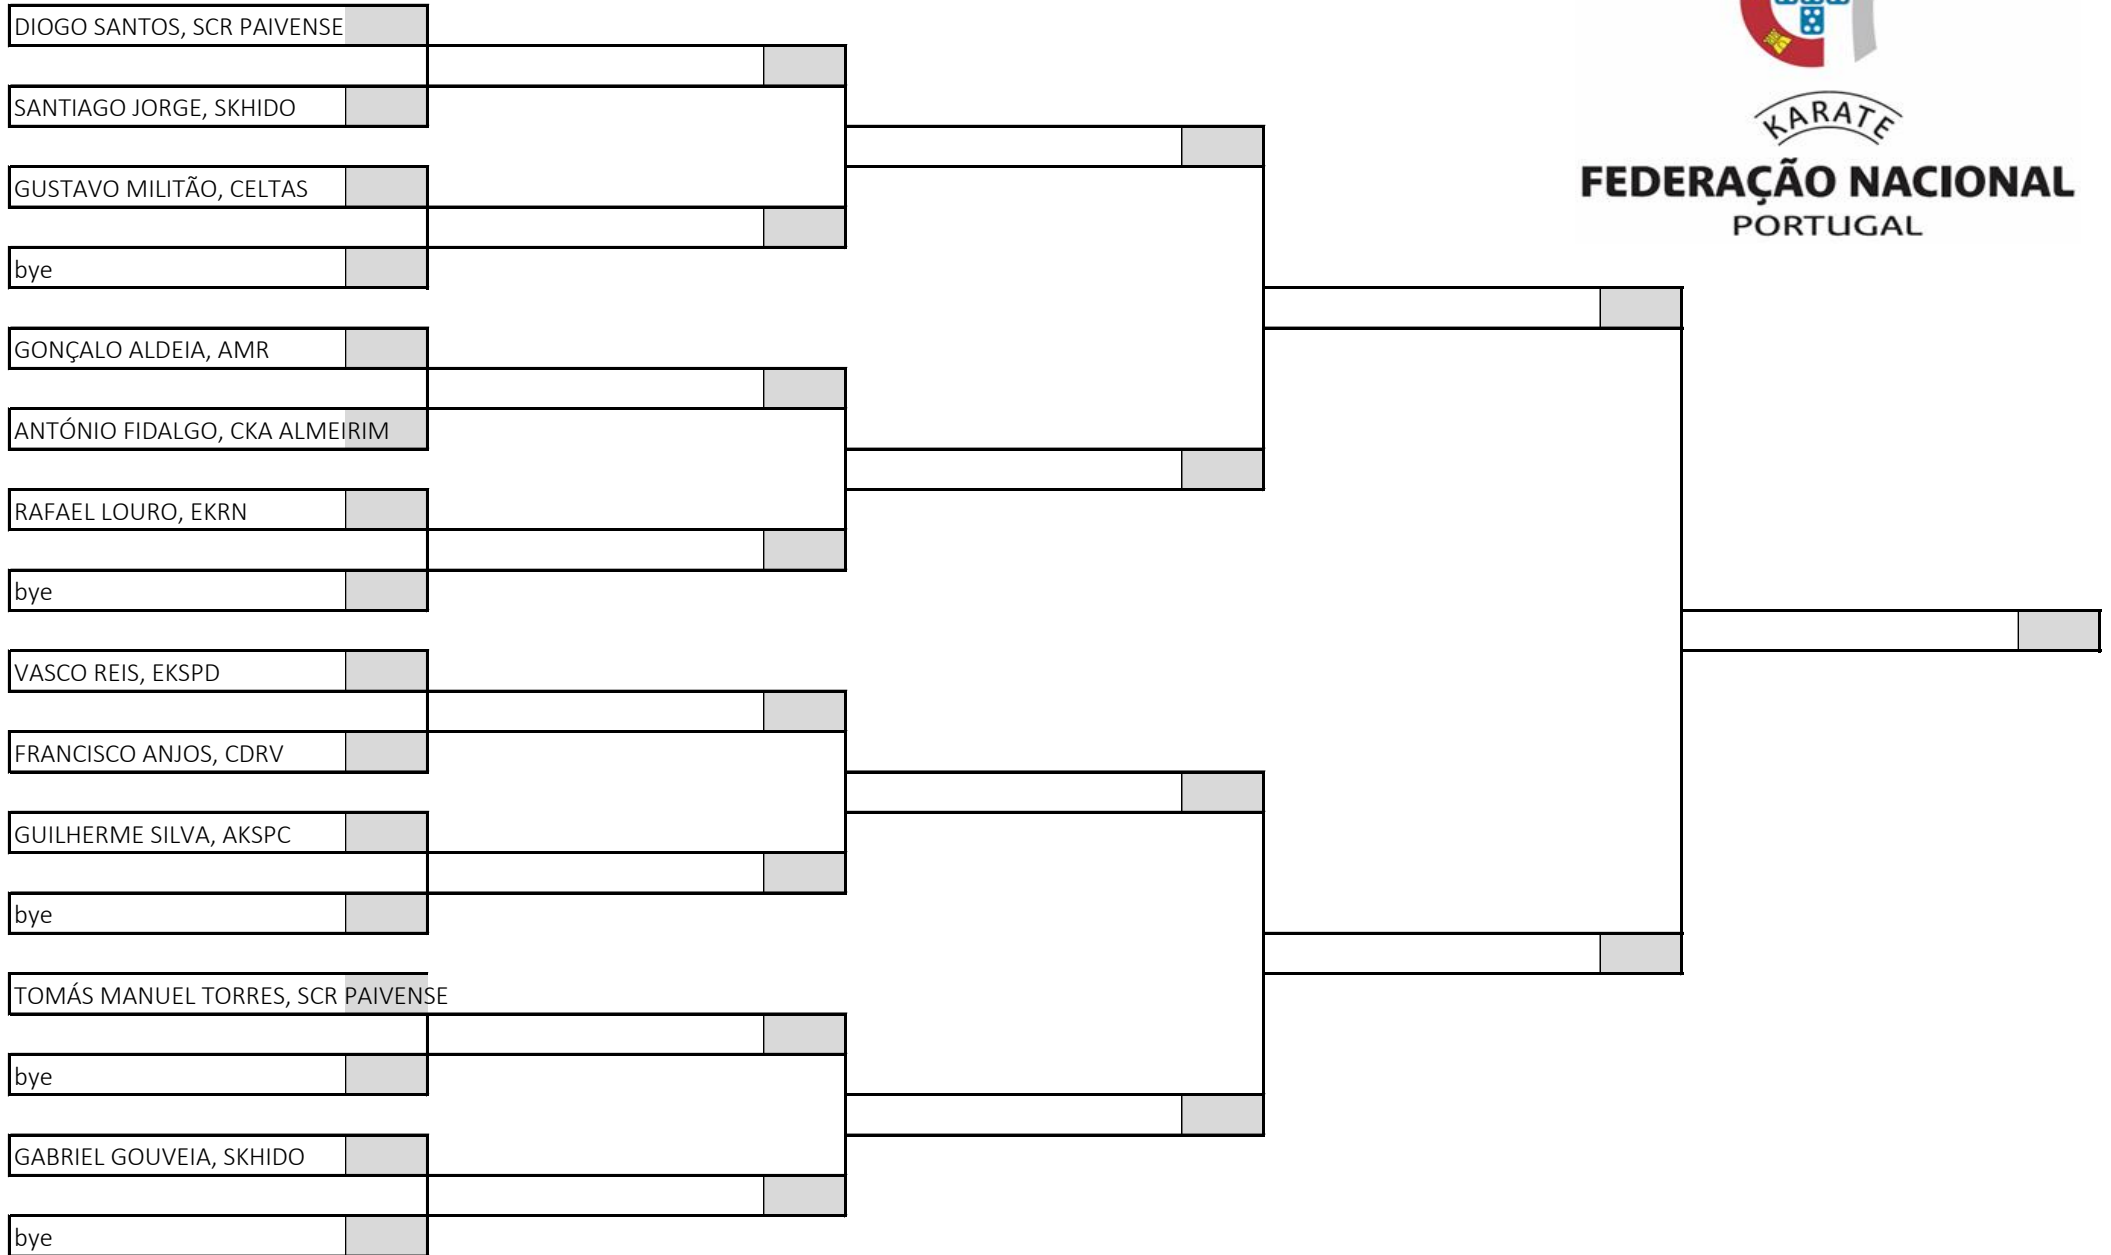 DIOGO SANTOS, SCR PAIVENSE
SANTIAGO JORGE, SKHIDO
GUSTAVO MILITÃO, CELTAS
bye
GONÇALO ALDEIA, AMR
ANTÓNIO FIDALGO, CKA ALMEIRIM
RAFAEL LOURO, EKRN
bye
VASCO REIS, EKSPD
FRANCISCO ANJOS, CDRV
GUILHERME SILVA, AKSPC
bye
TOMÁS MANUEL TORRES, SCR PAIVENSE
bye
GABRIEL GOUVEIA, SKHIDO
bye
KARATE
FEDERAÇÃO NACIONAL
PORTUGAL